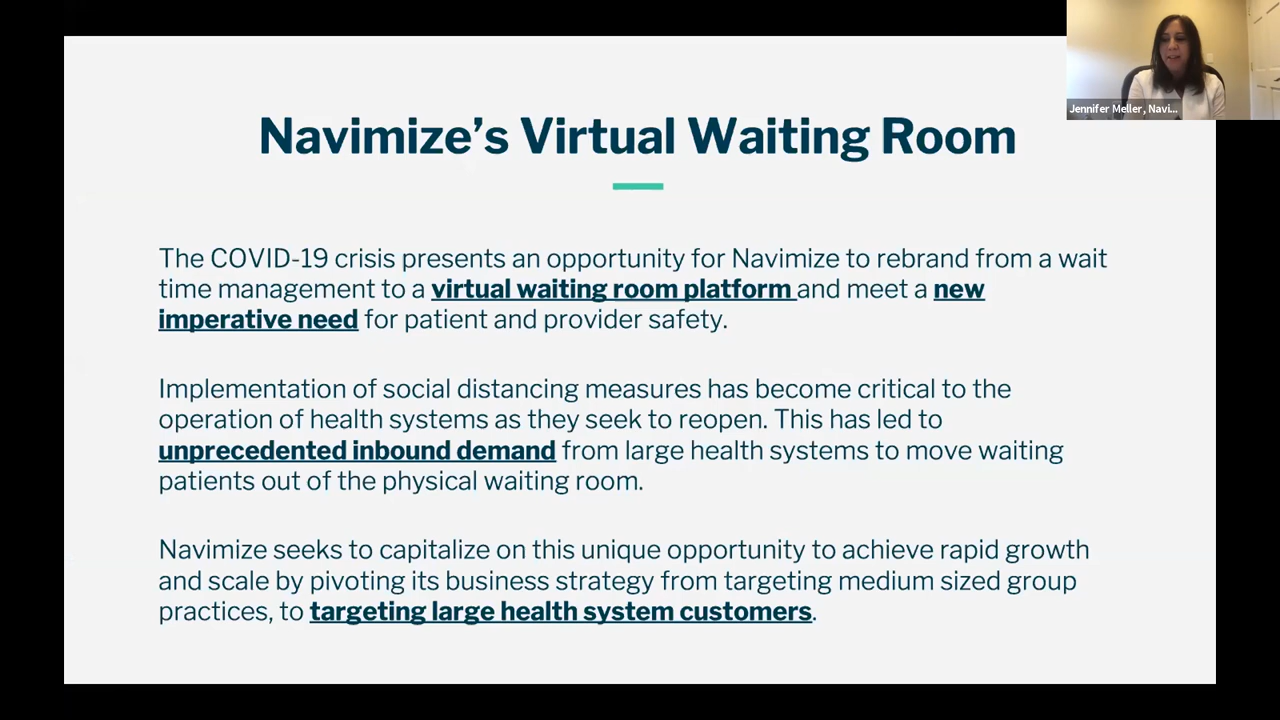 Jennifer Meller, Navi...
Navimize's Virtual Waiting Room
The COVID-19 crisis presents an opportunity for Navimize to rebrand from a wait
time management to a virtual waiting room platform and meet a new
imperative need for patient and provider safety.
Implementation of social distancing measures has become critical to the
operation of health systems as they seek to reopen. This has led to
unprecedented inbound demand from large health systems to move waiting
patients out of the physical waiting room.
Navimize seeks to capitalize on this unique opportunity to achieve rapid growth
and scale by pivoting its business strategy from targeting medium sized group
practices, to targeting large health system customers.